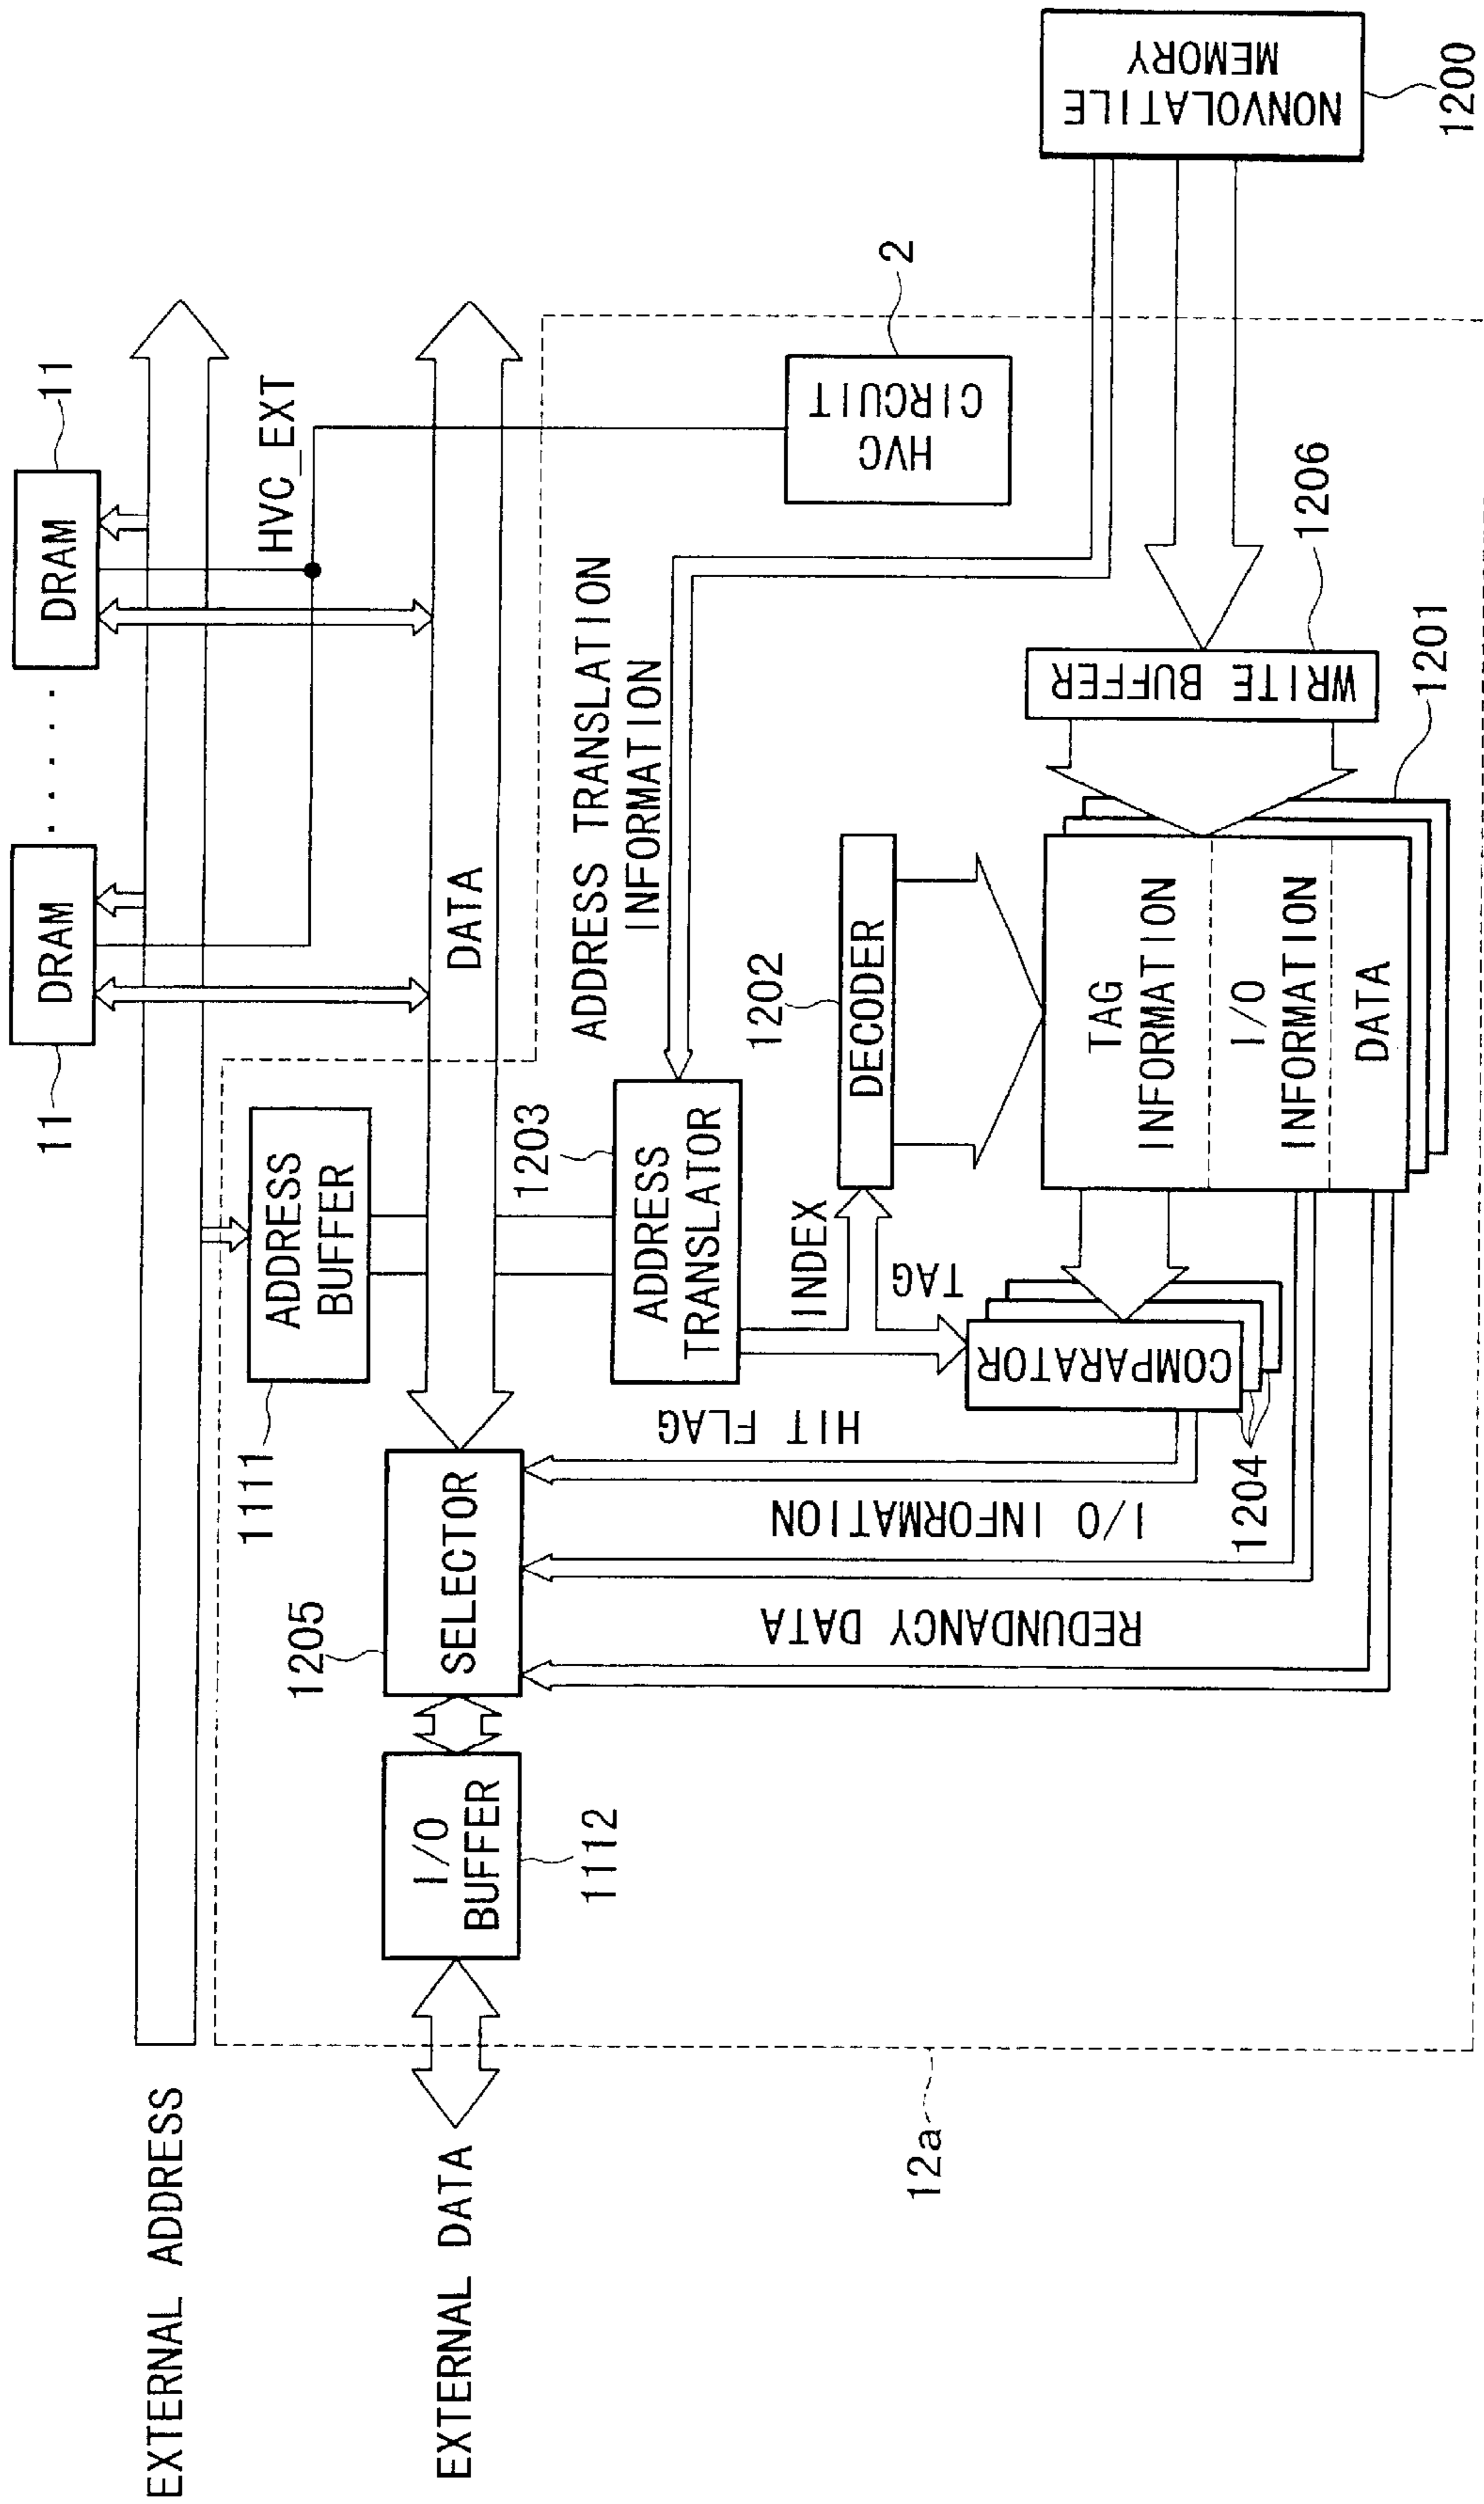 EXTERNAL ADDRESS
EXTERNAL DATA
12a
11
DRAM
. . . . . .
DRAM
11
HVC_EXT
DATA
1111
ADDRESS
BUFFER
1205
SELECTOR
I/O
BUFFER
1112
1203
ADDRESS
TRANSLATOR
ADDRESS TRANSLATION
INFORMATION
HVC
CIRCUIT
2
INDEX
TAG
1202
DECODER
HIT FLAG
I/O INFORMATION
REDUNDANCY DATA
COMPARATOR
1204
TAG
INFORMATION
I/O
INFORMATION
DATA
1201
WRITE BUFFER
1206
NONVOLATILE
MEMORY
1200